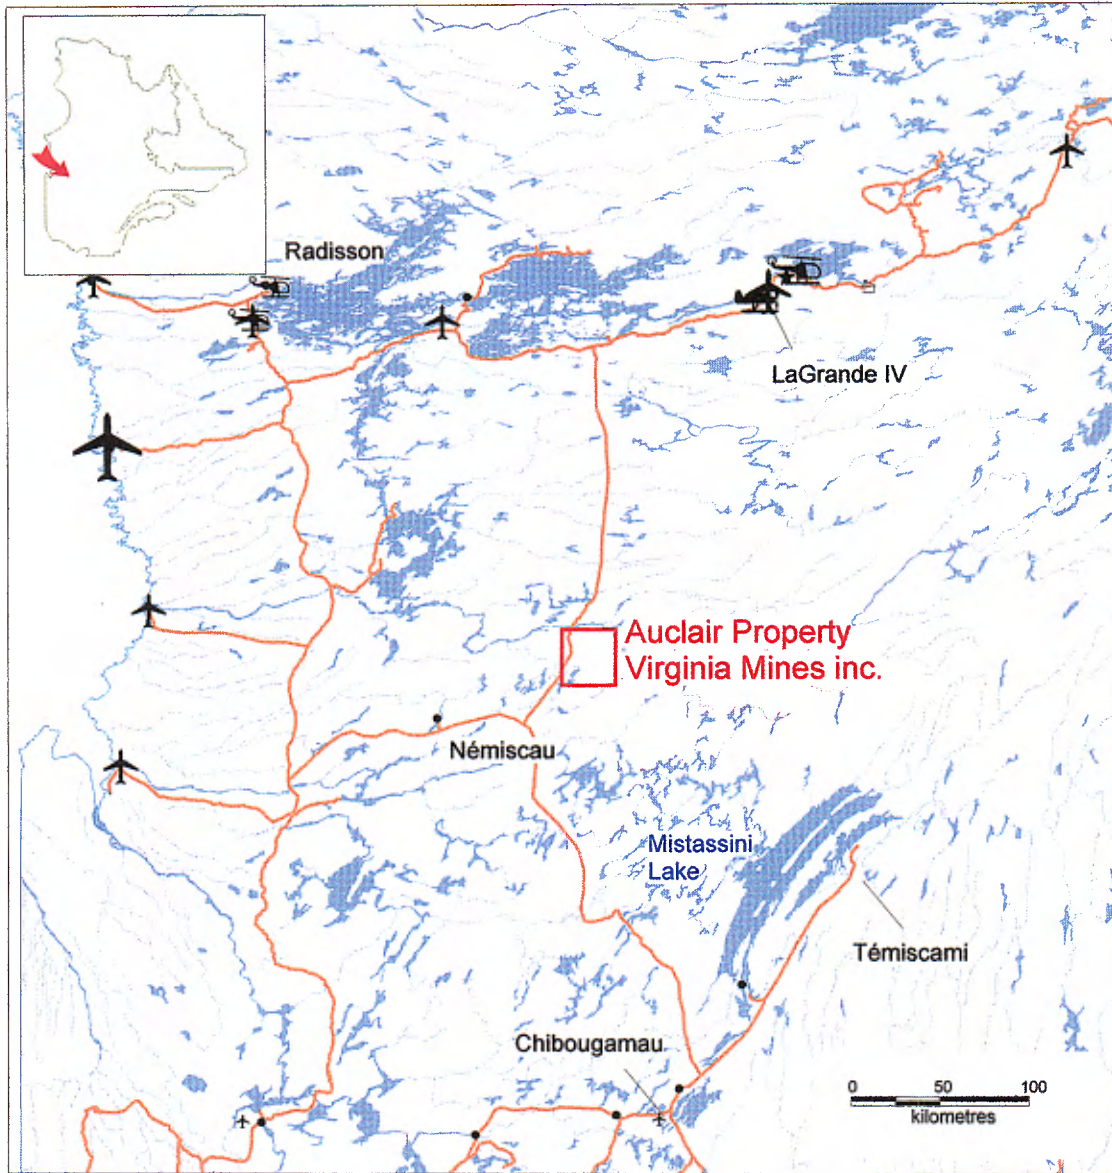 Radisson
LaGrande IV
Auclair Property
Virginia Mines inc.
Némiscau
Mistassini
Lake
Témiscami
Chibougamau
0 50 100
kilometres